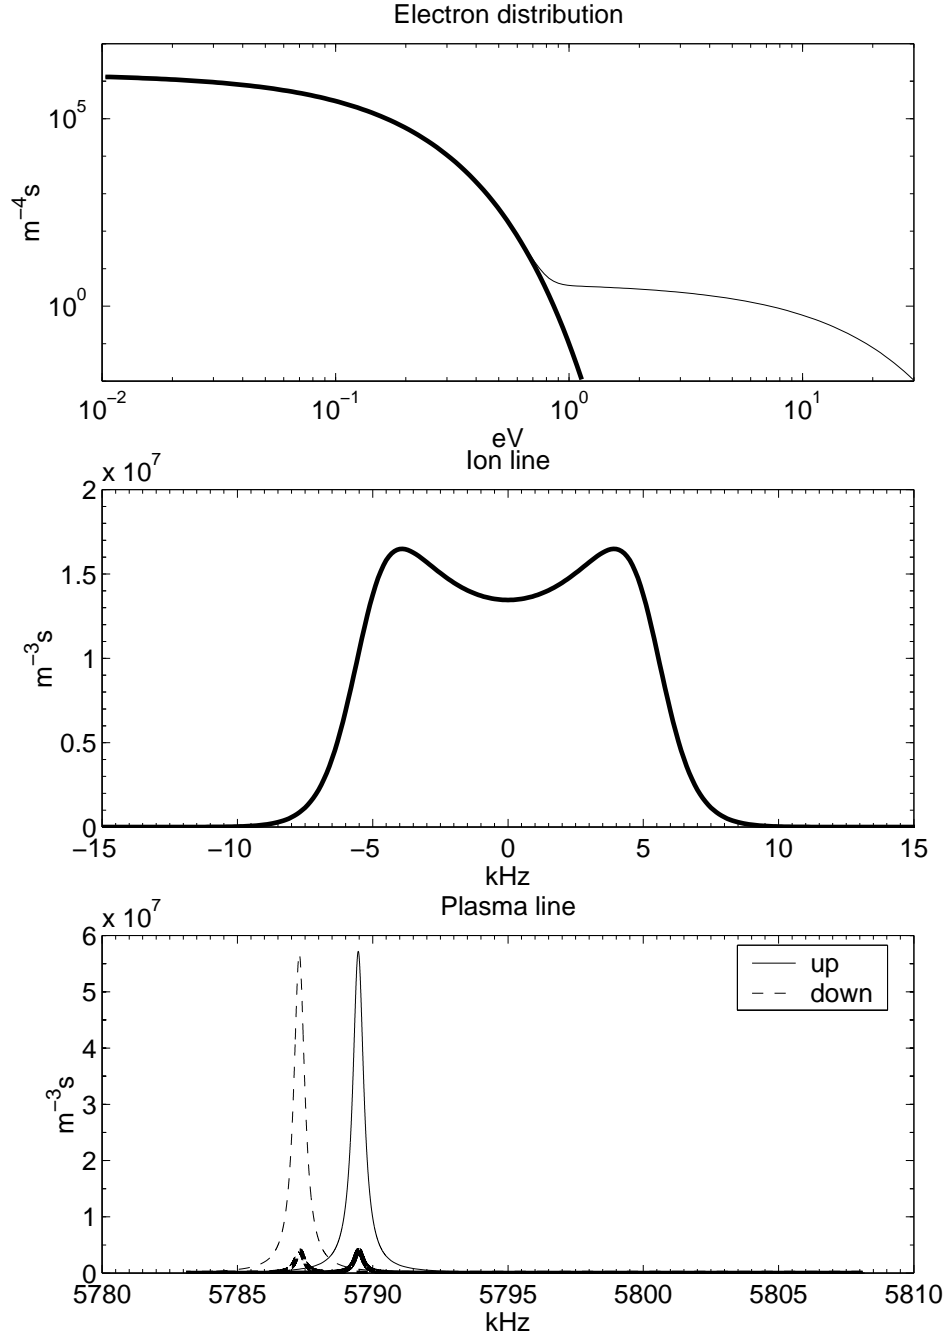 Electron distribution
10^5
10^0
m^−4s
10^−2 10^−1 10^0 10^1
eV
Ion line
x 10^7
2
1.5
1
0.5
0
m^−3s
−15 −10 −5 0 5 10 15
kHz
Plasma line
x 10^7
6
5
4
3
2
1
0
m^−3s
up
down
5780 5785 5790 5795 5800 5805 5810
kHz